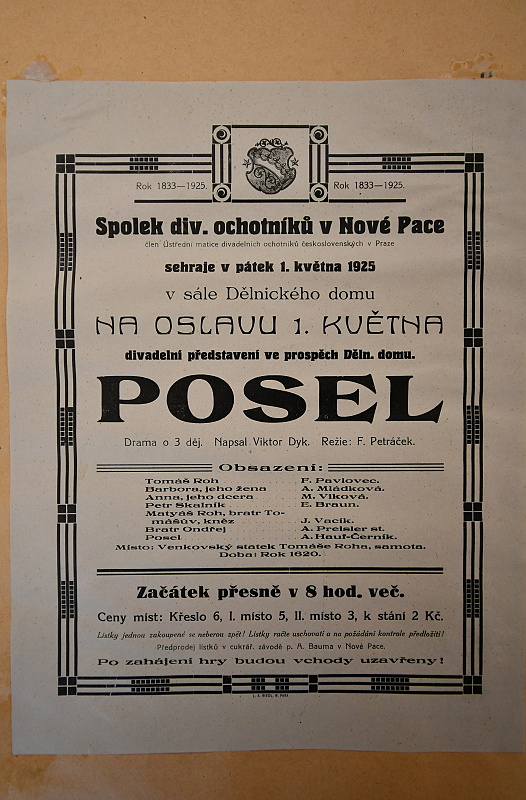 Rok 1833—1925.
Rok 1833—1925.
Spolek div. ochotníků v Nové Pace
člen Ústřední matice divadelních ochotníků československých v Praze
sehraje v pátek 1. května 1925
v sále Dělnického domu
NA OSLAVU 1. KVĚTNA
divadelní představení ve prospěch Děln. domu.
POSEL
Drama o 3 děj. Napsal Viktor Dyk. Režie: F. Petráček.
Obsazení:
Tomáš Roh F. Pavlovec.
Barbora, jeho žena A. Mládková.
Anna, jeho dcera M. Vlková.
Petr Skalník E. Braun.
Matyáš Roh, bratr To-
mášův, kněz J. Vacík.
Bratr Ondřej A. Preisler st.
Posel A. Hauf-Černík.
Místo: Venkovský statek Tomáše Roha, samota.
Doba: Rok 1620.
Začátek přesně v 8 hod. več.
Ceny míst: Křeslo 6, I. místo 5, II. místo 3, k stání 2 Kč.
Lístky jednou zakoupené se neberou zpět! Lístky račte uschovati a na požádání kontrole předložiti!
Předprodej lístků v cukrář. závodě p. A. Bauma v Nové Pace.
Po zahájení hry budou vchody uzavřeny!